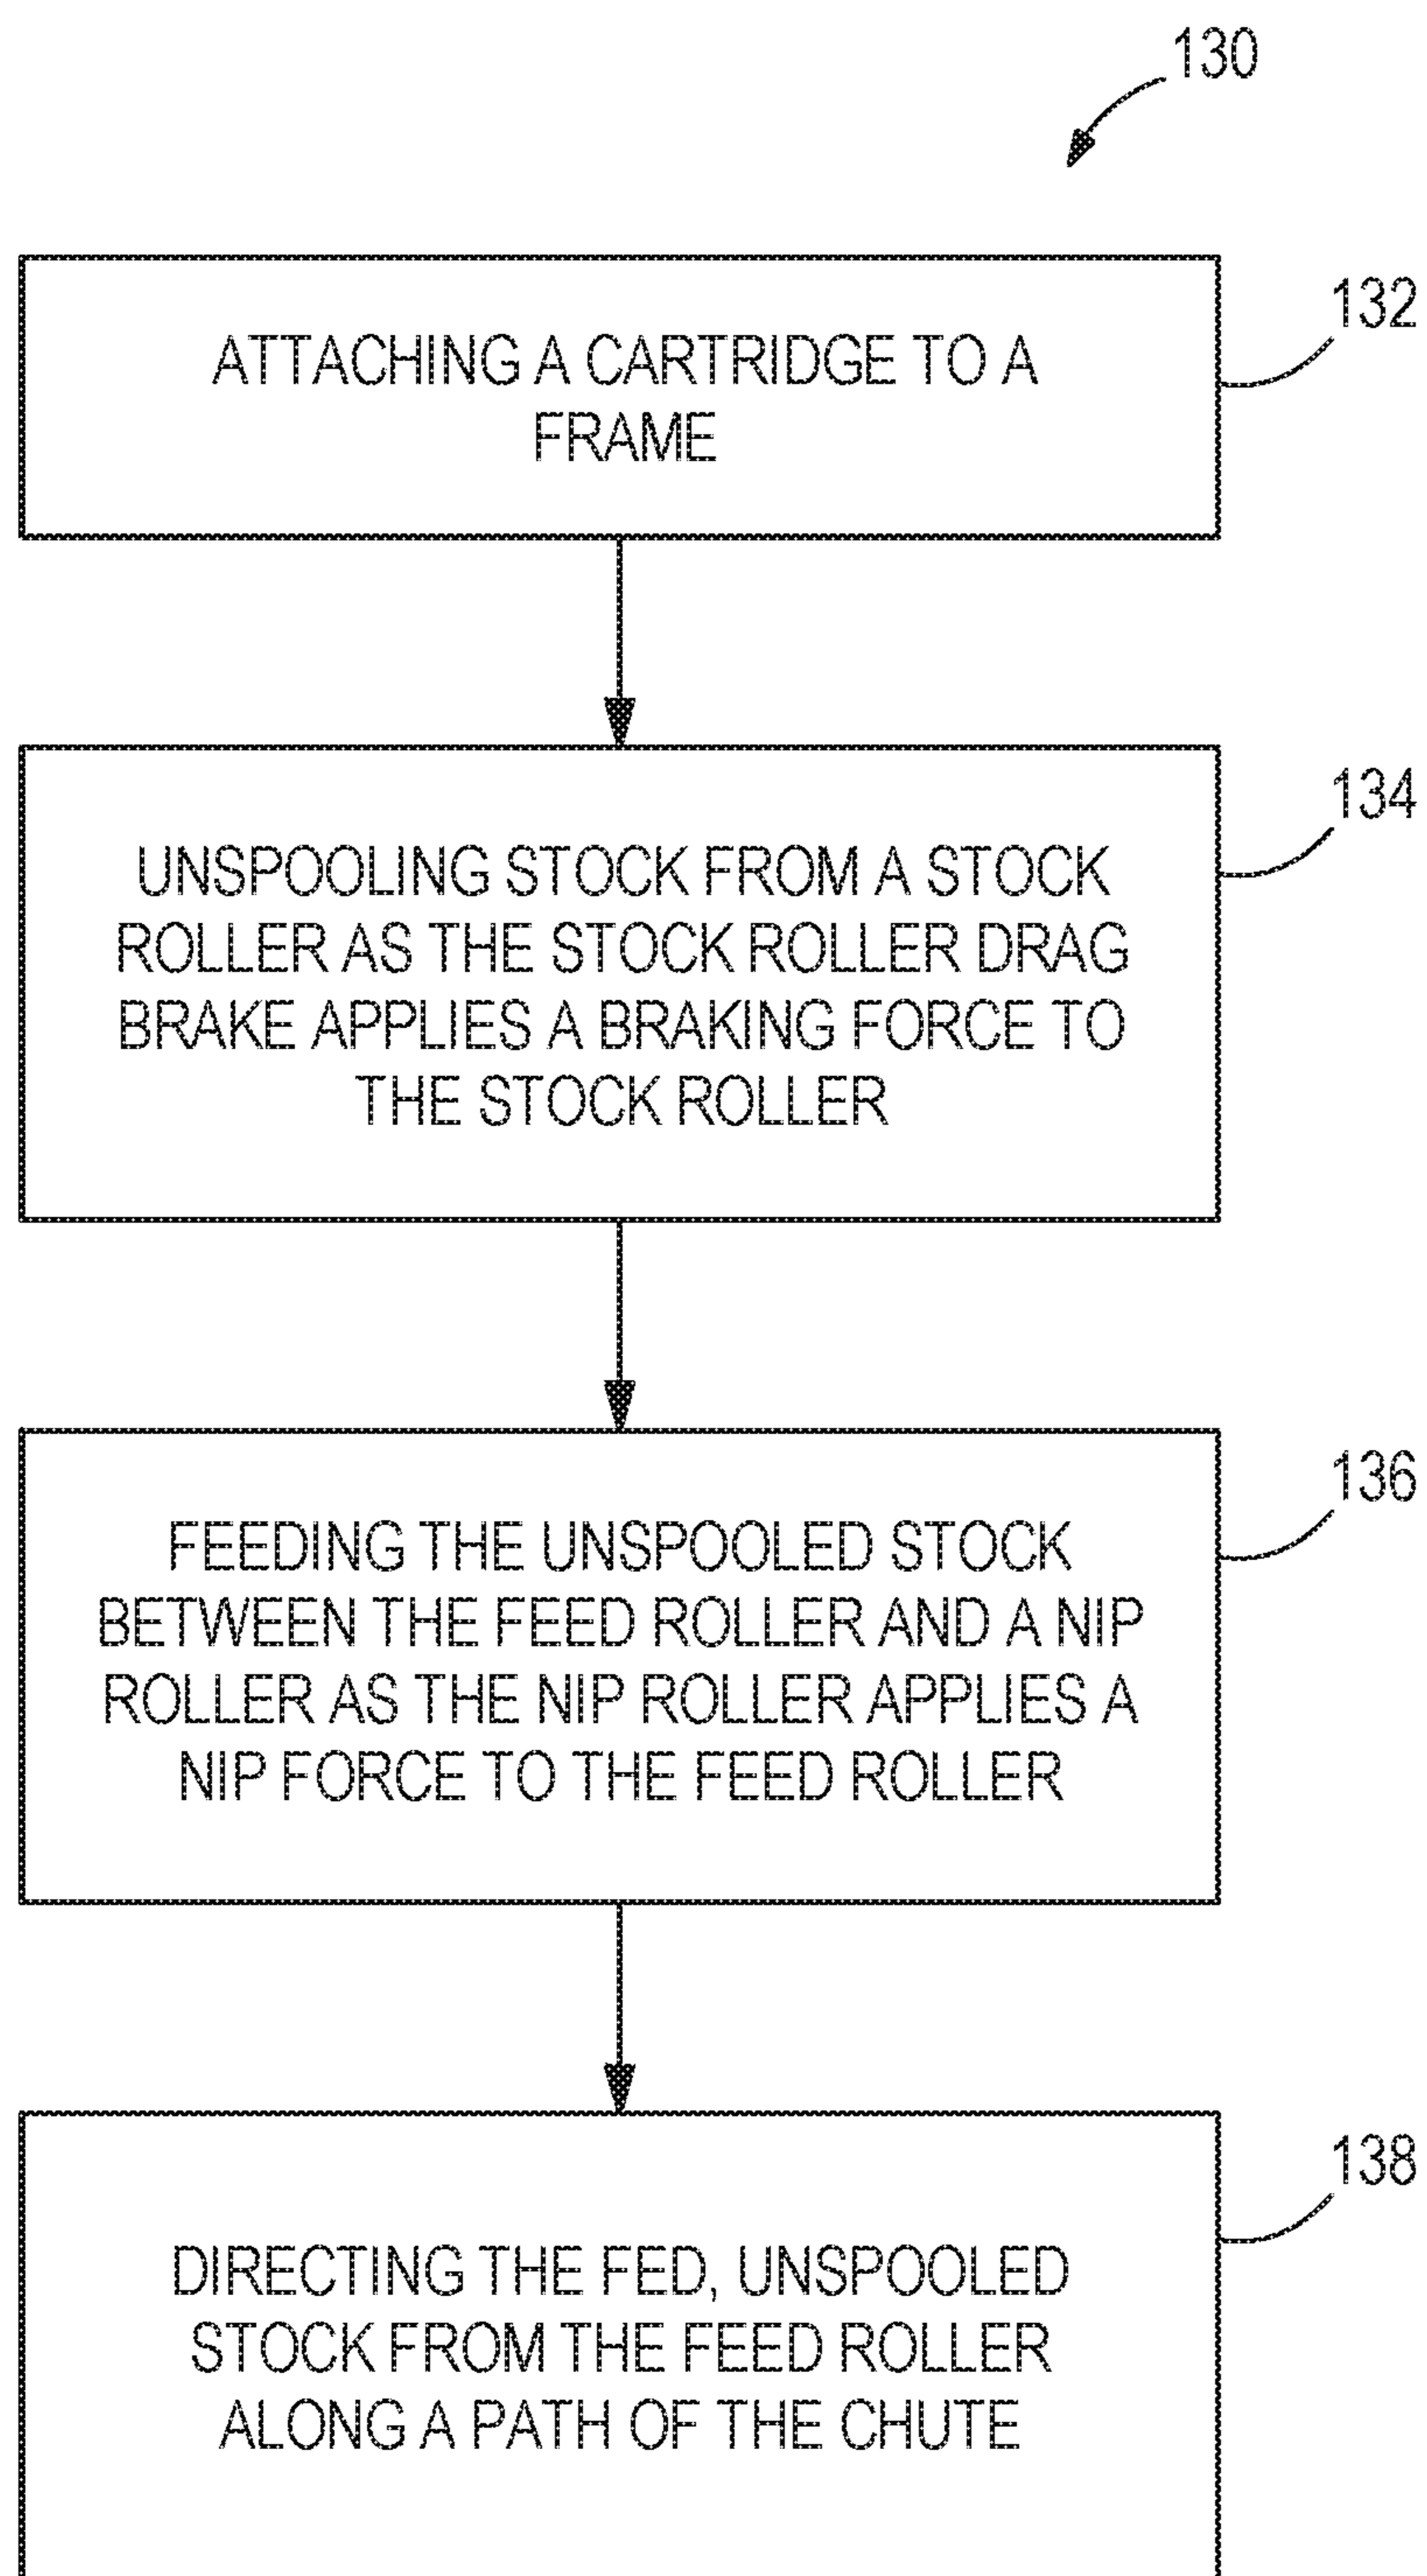 130
132
ATTACHING A CARTRIDGE TO A
FRAME
134
UNSPOOLING STOCK FROM A STOCK
ROLLER AS THE STOCK ROLLER DRAG
BRAKE APPLIES A BRAKING FORCE TO
THE STOCK ROLLER
136
FEEDING THE UNSPOOLED STOCK
BETWEEN THE FEED ROLLER AND A NIP
ROLLER AS THE NIP ROLLER APPLIES A
NIP FORCE TO THE FEED ROLLER
138
DIRECTING THE FED, UNSPOOLED
STOCK FROM THE FEED ROLLER
ALONG A PATH OF THE CHUTE